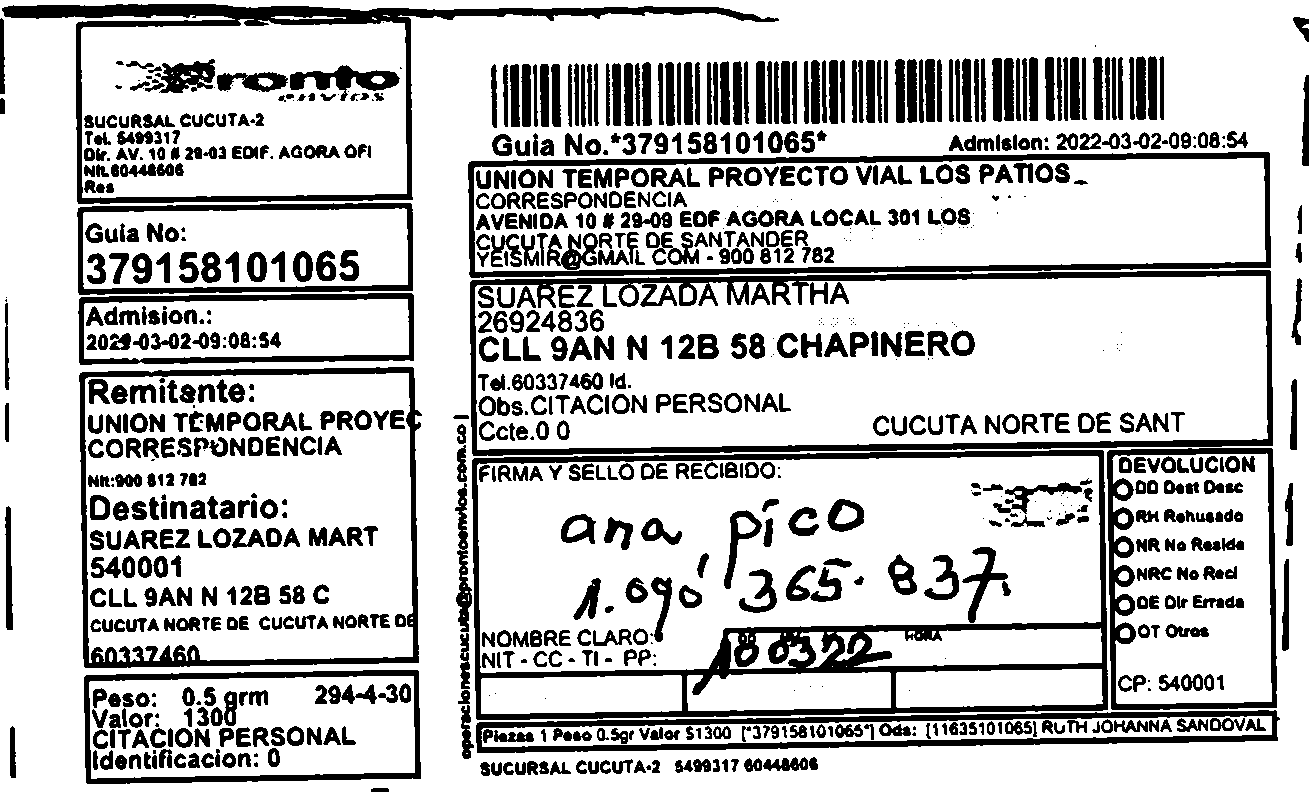 Pronto
envios
SUCURSAL CUCUTA-2
Tel. 5499317
Dir. AV. 10 # 29-03 EDIF. AGORA OFI
Nit.60448606
Res
Guia No:
379158101065
Admision.:
2022-03-02-09:08:54
Remitente:
UNION TEMPORAL PROYEC
CORRESPONDENCIA
Nit:900 812 782
Destinatario:
SUAREZ LOZADA MART
540001
CLL 9AN N 12B 58 C
CUCUTA NORTE DE CUCUTA NORTE DE
60337460
Peso: 0.5 grm 294-4-30
Valor: 1300
CITACION PERSONAL
Identificacion: 0
Guia No.*379158101065* Admision: 2022-03-02-09:08:54
UNION TEMPORAL PROYECTO VIAL LOS PATIOS
CORRESPONDENCIA
AVENIDA 10 # 29-09 EDF AGORA LOCAL 301 LOS
CUCUTA NORTE DE SANTANDER
YEISMIR@GMAIL COM - 900 812 782
SUAREZ LOZADA MARTHA
26924836
CLL 9AN N 12B 58 CHAPINERO
Tel.60337460 Id.
Obs.CITACION PERSONAL
Ccte.0 0 CUCUTA NORTE DE SANT
operacionescucuta@prontoenvios.com.co |
FIRMA Y SELLO DE RECIBIDO:
ana pico
1.090 365.837.
NOMBRE CLARO:
NIT - CC - TI - PP:
HORA
100322
DEVOLUCION
DD Dest Desc
RH Rehusado
NR No Reside
NRC No Recl
DE Dir Errada
OT Otros
CP: 540001
Piezas 1 Peso 0.5gr Valor $1300 [*379158101065*] Ods: [11635101065] RUTH JOHANNA SANDOVAL
SUCURSAL CUCUTA-2 5499317 60448606